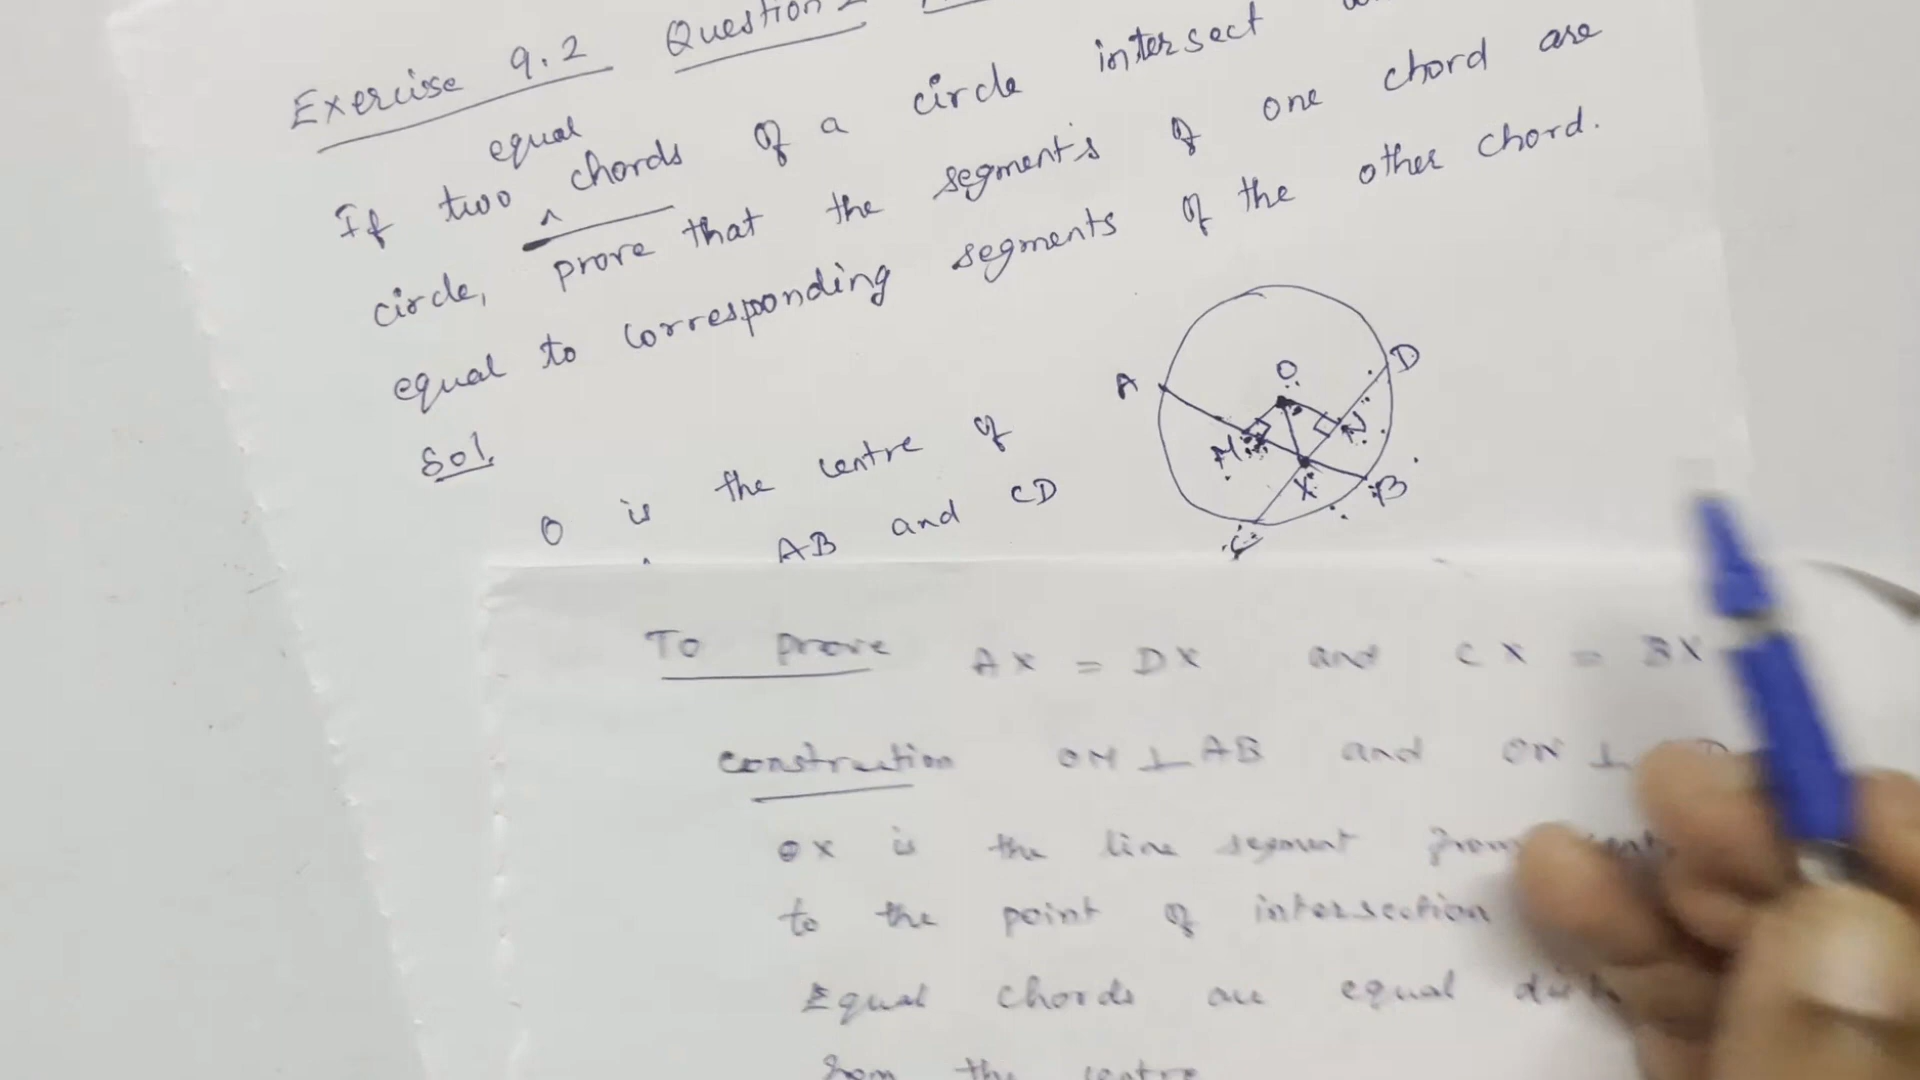 Exercise 9.2 Question
If two equal chords of a circle intersect
circle, prove that the segments of one chord are
equal to corresponding segments of the other chord.
Sol.
O is the centre of
AB and CD
A
O
D
M
N
X
B
C
To prove AX = DX and CX = BX
construction OM ⊥ AB and ON ⊥
OX is the line segment from
to the point of intersection
Equal chords are equal
from the centre